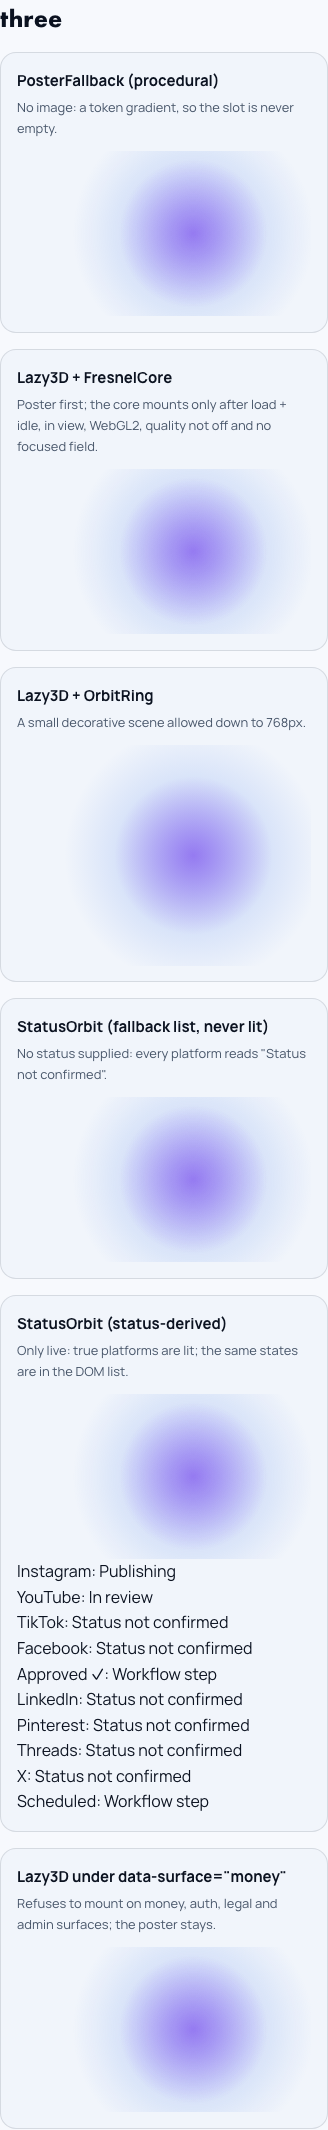 three
PosterFallback (procedural)
No image: a token gradient, so the slot is never
empty.
Lazy3D + FresnelCore
Poster first; the core mounts only after load +
idle, in view, WebGL2, quality not off and no
focused field.
Lazy3D + OrbitRing
A small decorative scene allowed down to 768px.
StatusOrbit (fallback list, never lit)
No status supplied: every platform reads "Status
not confirmed".
StatusOrbit (status-derived)
Only live: true platforms are lit; the same states
are in the DOM list.
Instagram: Publishing
YouTube: In review
TikTok: Status not confirmed
Facebook: Status not confirmed
Approved ✓: Workflow step
LinkedIn: Status not confirmed
Pinterest: Status not confirmed
Threads: Status not confirmed
X: Status not confirmed
Scheduled: Workflow step
Lazy3D under data-surface="money"
Refuses to mount on money, auth, legal and
admin surfaces; the poster stays.